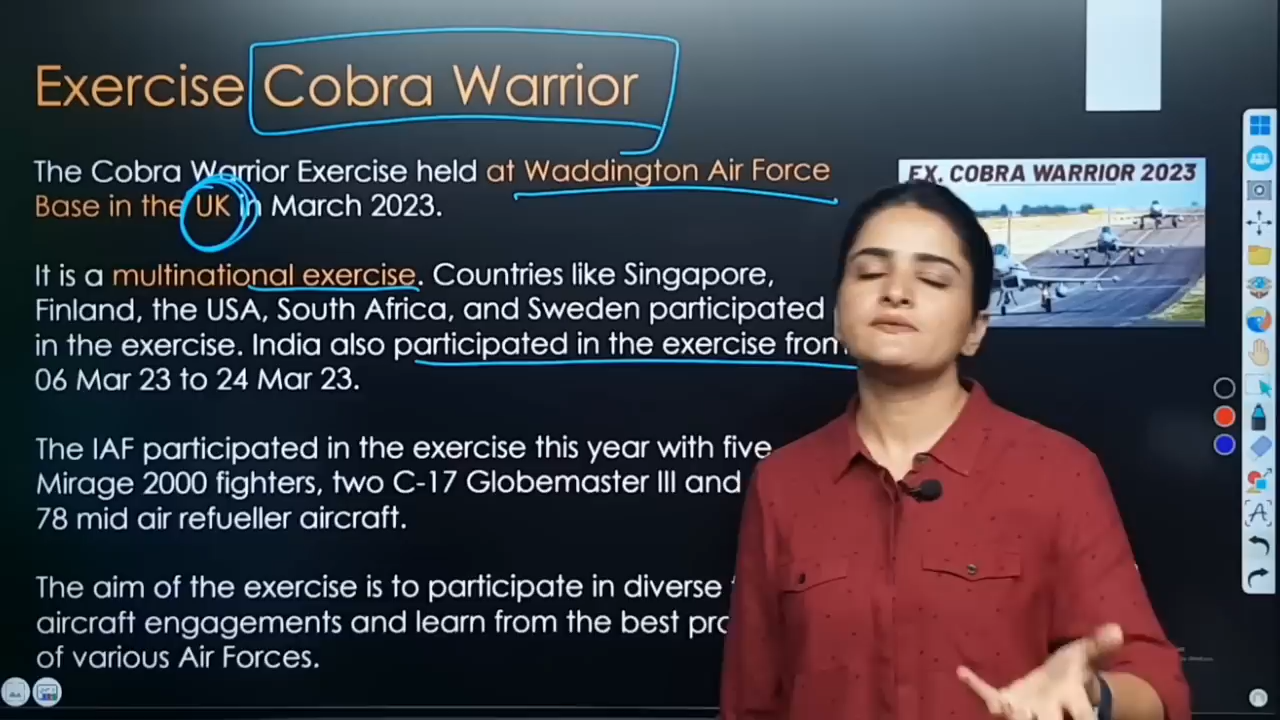 Exercise Cobra Warrior
The Cobra Warrior Exercise held at Waddington Air Force
Base in the UK in March 2023.
EX. COBRA WARRIOR 2023
It is a multinational exercise. Countries like Singapore,
Finland, the USA, South Africa, and Sweden participated
in the exercise. India also participated in the exercise from
06 Mar 23 to 24 Mar 23.
The IAF participated in the exercise this year with five
Mirage 2000 fighters, two C-17 Globemaster III and
78 mid air refueller aircraft.
The aim of the exercise is to participate in diverse
aircraft engagements and learn from the best
of various Air Forces.